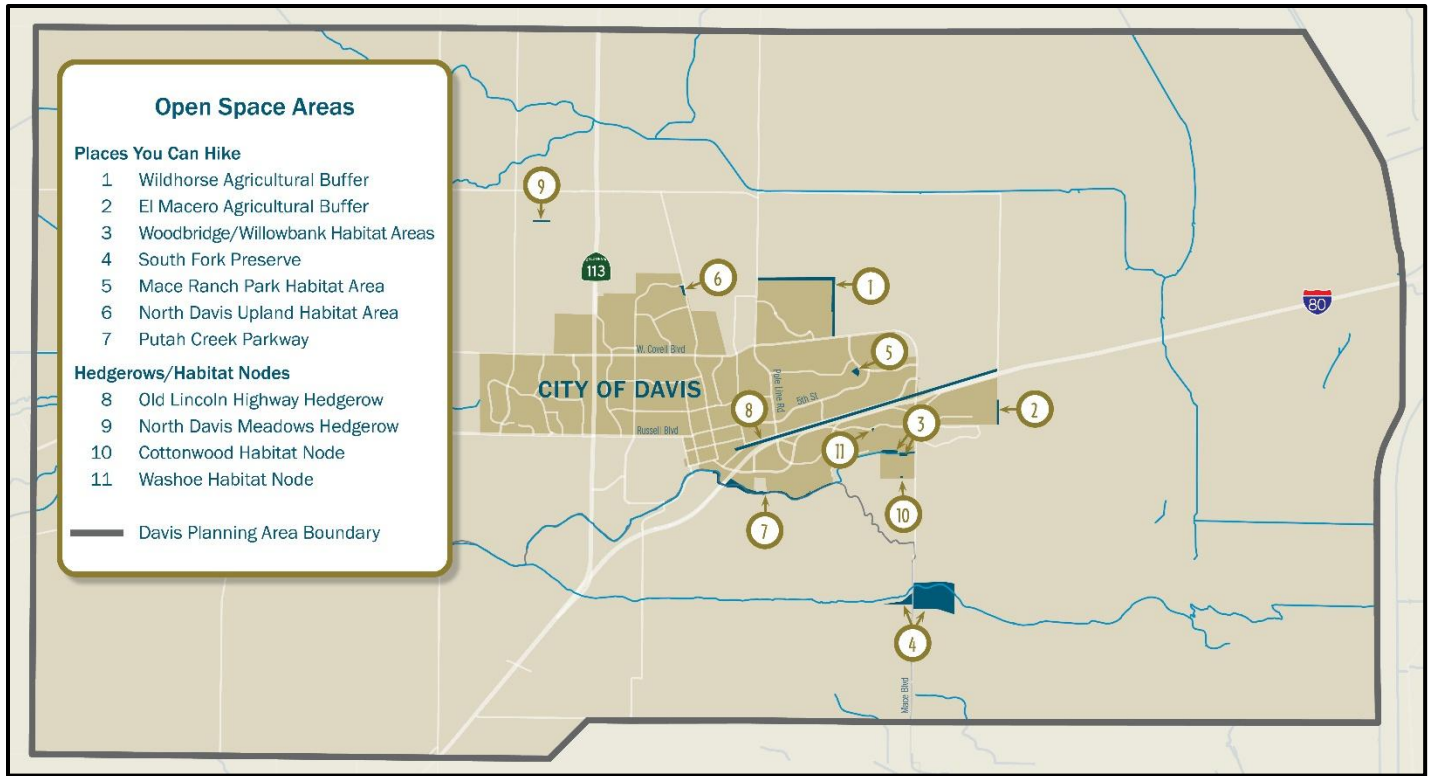 Open Space Areas
Places You Can Hike
1 Wildhorse Agricultural Buffer
2 El Macero Agricultural Buffer
3 Woodbridge/Willowbank Habitat Areas
4 South Fork Preserve
5 Mace Ranch Park Habitat Area
6 North Davis Upland Habitat Area
7 Putah Creek Parkway
Hedgerows/Habitat Nodes
8 Old Lincoln Highway Hedgerow
9 North Davis Meadows Hedgerow
10 Cottonwood Habitat Node
11 Washoe Habitat Node
Davis Planning Area Boundary
9
113
6
1
80
W. Covell Blvd
5
CITY OF DAVIS
Pole Line Rd
5th St
8
2
3
Russell Blvd
11
10
7
4
Mace Blvd